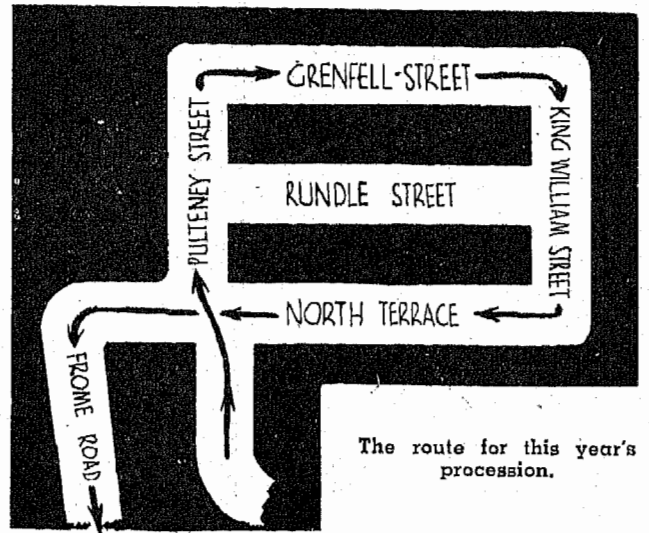 GRENFELL-STREET
PULTENEY STREET
KING WILLIAM STREET
RUNDLE STREET
NORTH TERRACE
FROME ROAD
The route for this year's
procession.